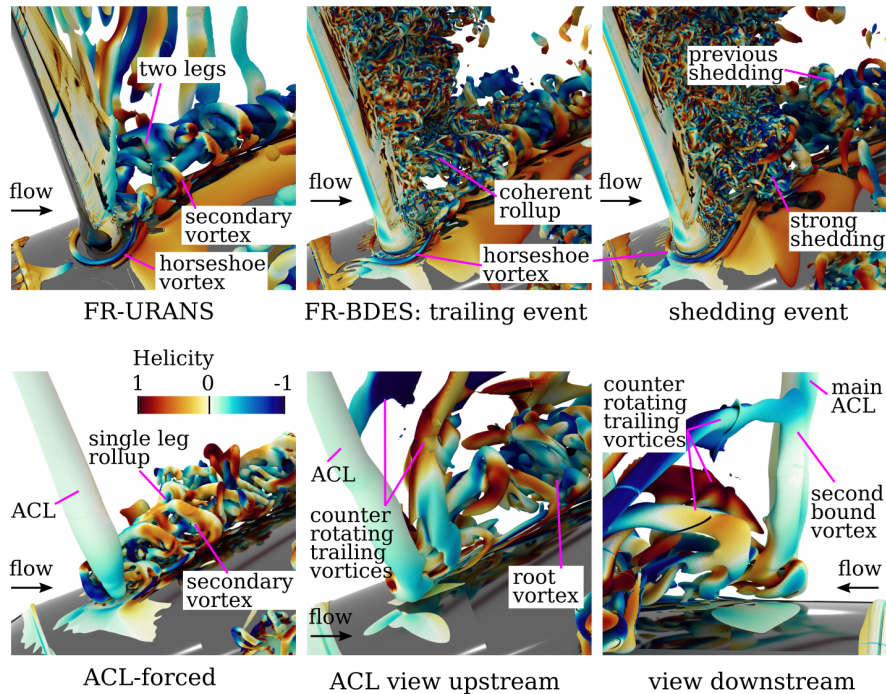 two legs
flow
secondary
vortex
horseshoe
vortex
FR-URANS
flow
coherent
rollup
horseshoe
vortex
FR-BDES: trailing event
previous
shedding
flow
strong
shedding
shedding event
Helicity
1 0 -1
single leg
rollup
ACL
flow
secondary
vortex
ACL-forced
ACL
counter
rotating
trailing
vortices
root
vortex
flow
ACL view upstream
counter
rotating
trailing
vortices
main
ACL
second
bound
vortex
flow
view downstream